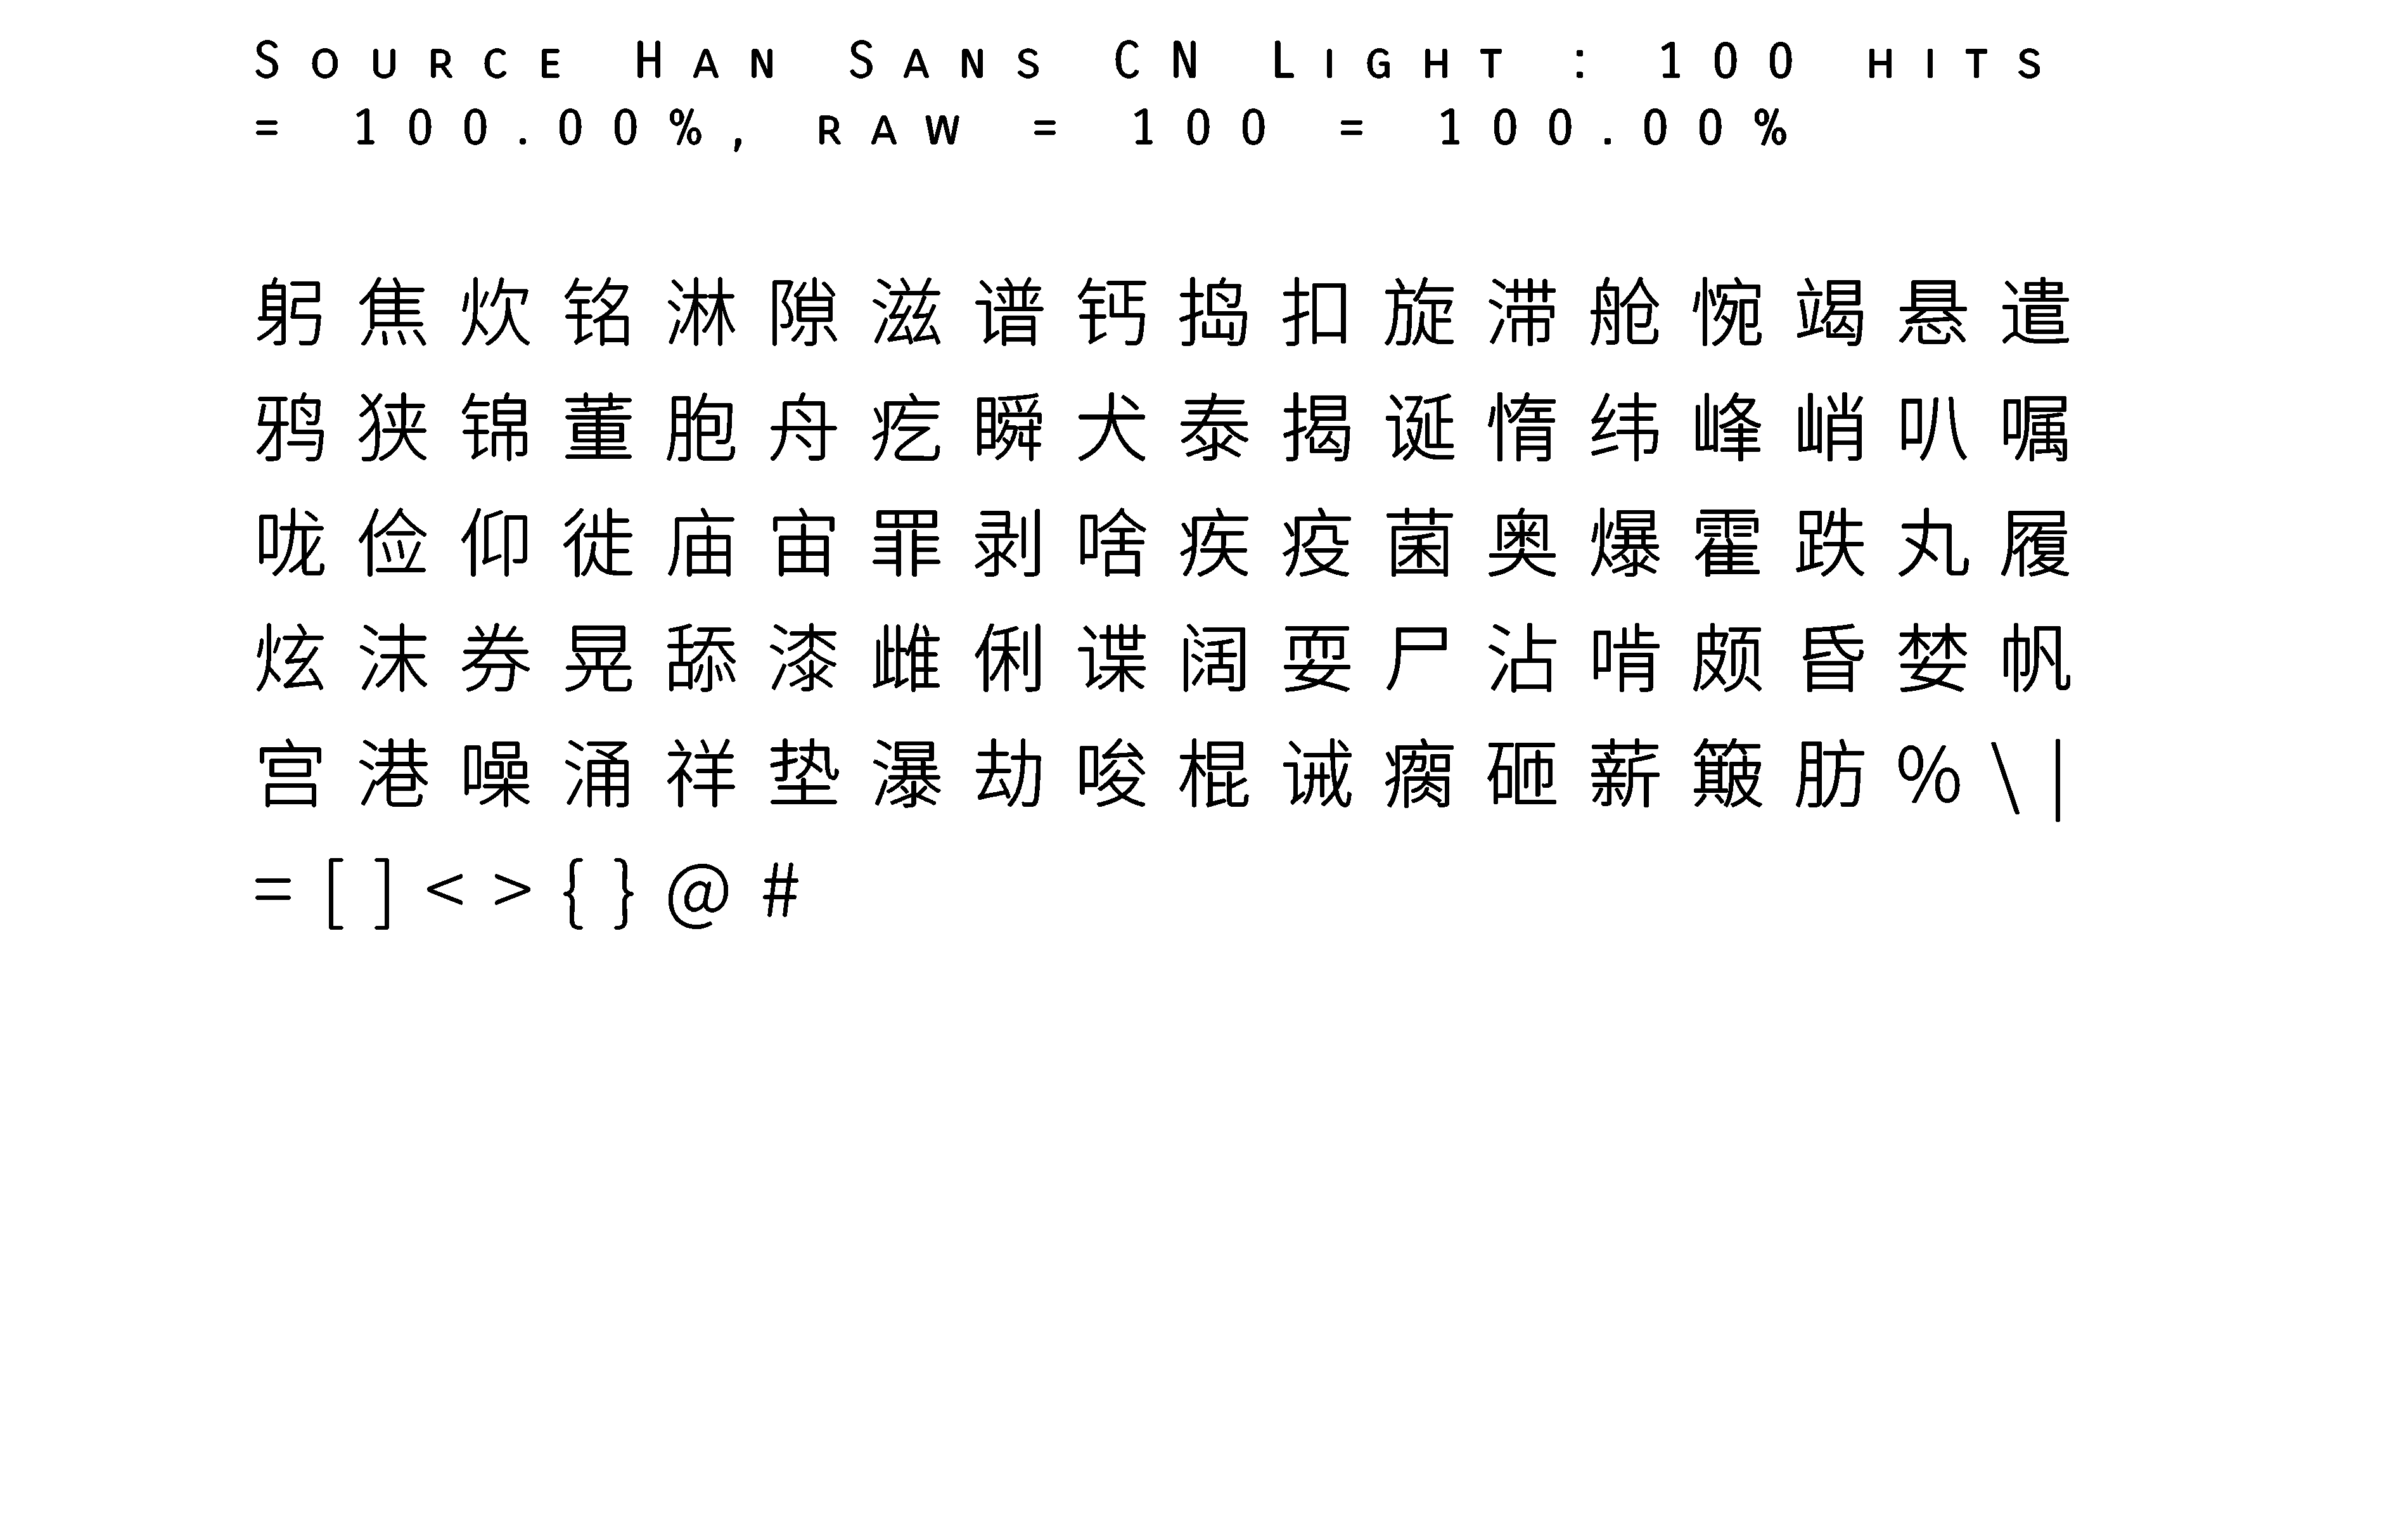 Source Han Sans CN Light : 100 hits
= 100.00%, raw = 100 = 100.00%
躬焦炊铭淋隙滋谱钙捣扣旋滞舱惋竭悬遣
鸦狭锦董胞舟疙瞬犬泰揭诞惰纬峰峭叭嘱
咙俭仰徙庙宙罪剥啥疾疫菌奥爆霍跌丸履
炫沫券晃舔漆雌俐谍阔耍尸沾啃颇昏婪帆
宫港噪涌祥垫瀑劫唆棍诫瘸砸薪簸肪%\|
=[]<>{}@#